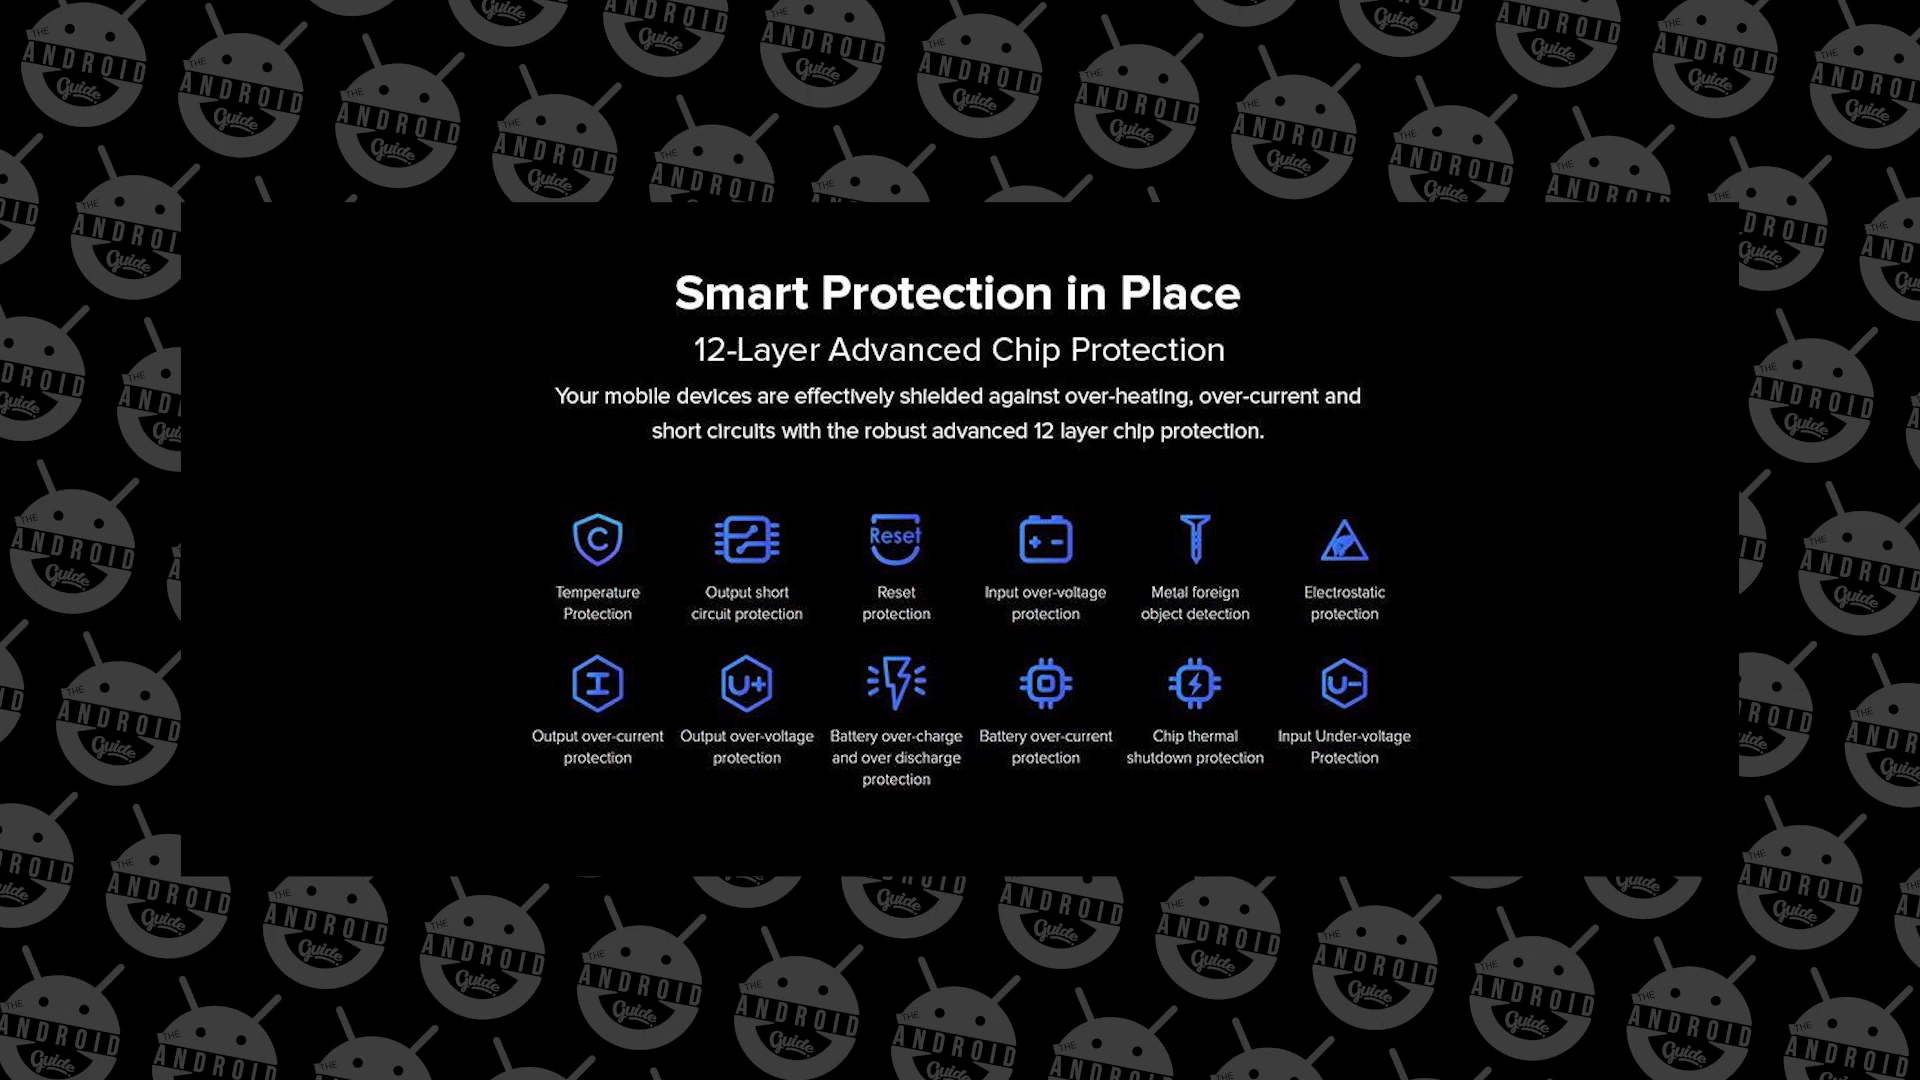 Smart Protection in Place
12-Layer Advanced Chip Protection
Your mobile devices are effectively shielded against over-heating, over-current and
short circuits with the robust advanced 12 layer chip protection.
C
Reset
+ -
Temperature
Protection
Output short
circuit protection
Reset
protection
Input over-voltage
protection
Metal foreign
object detection
Electrostatic
protection
I
U+
U-
Output over-current
protection
Output over-voltage
protection
Battery over-charge
and over discharge
protection
Battery over-current
protection
Chip thermal
shutdown protection
Input Under-voltage
Protection
THE
ANDROID
Guide